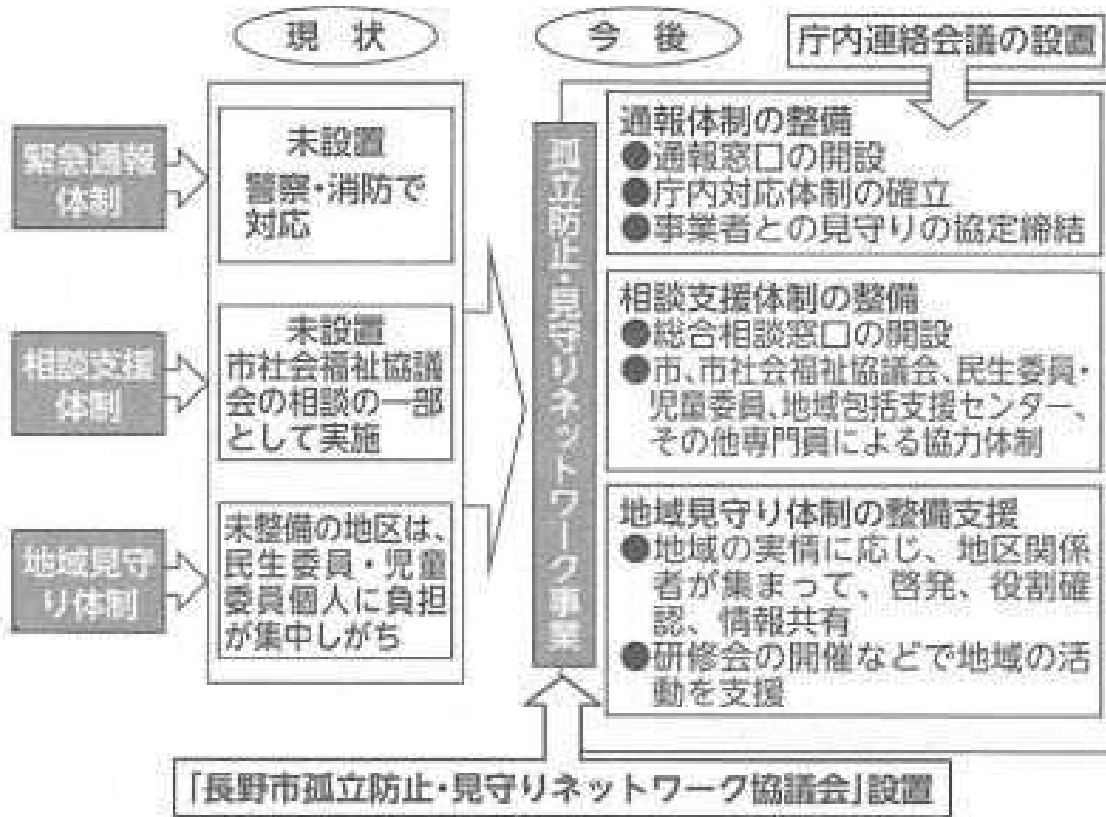 現状
今後
庁内連絡会議の設置
緊急通報
体制
未設置
警察・消防で
対応
相談支援
体制
未設置
市社会福祉協議
会の相談の一部
として実施
地域見守
り体制
未整備の地区は、
民生委員・児童
委員個人に負担
が集中しがち
孤立防止・見守りネットワーク事業
通報体制の整備
●通報窓口の開設
●庁内対応体制の確立
●事業者との見守りの協定締結
相談支援体制の整備
●総合相談窓口の開設
●市、市社会福祉協議会、民生委員・
児童委員、地域包括支援センター、
その他専門員による協力体制
地域見守り体制の整備支援
●地域の実情に応じ、地区関係
者が集まって、啓発、役割確
認、情報共有
●研修会の開催などで地域の活
動を支援
「長野市孤立防止・見守りネットワーク協議会」設置